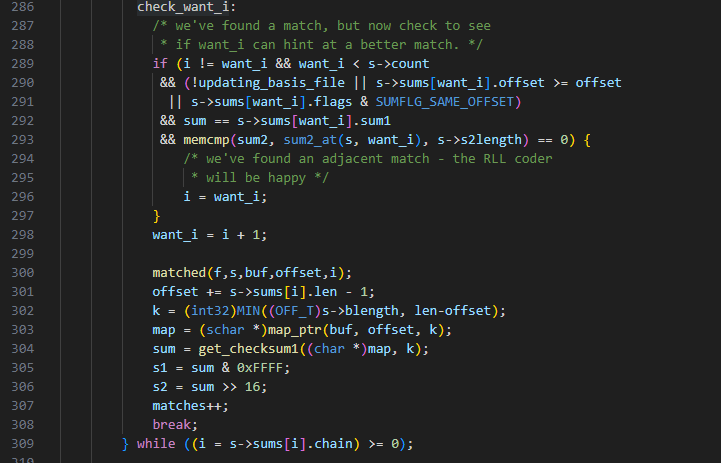 286 check_want_i:
287 /* we've found a match, but now check to see
288 * if want_i can hint at a better match. */
289 if (i != want_i && want_i < s->count
290 && (!updating_basis_file || s->sums[want_i].offset >= offset
291 || s->sums[want_i].flags & SUMFLG_SAME_OFFSET)
292 && sum == s->sums[want_i].sum1
293 && memcmp(sum2, sum2_at(s, want_i), s->s2length) == 0) {
294 /* we've found an adjacent match - the RLL coder
295 * will be happy */
296 i = want_i;
297 }
298 want_i = i + 1;
299
300 matched(f,s,buf,offset,i);
301 offset += s->sums[i].len - 1;
302 k = (int32)MIN((OFF_T)s->blength, len-offset);
303 map = (schar *)map_ptr(buf, offset, k);
304 sum = get_checksum1((char *)map, k);
305 s1 = sum & 0xFFFF;
306 s2 = sum >> 16;
307 matches++;
308 break;
309 } while ((i = s->sums[i].chain) >= 0);